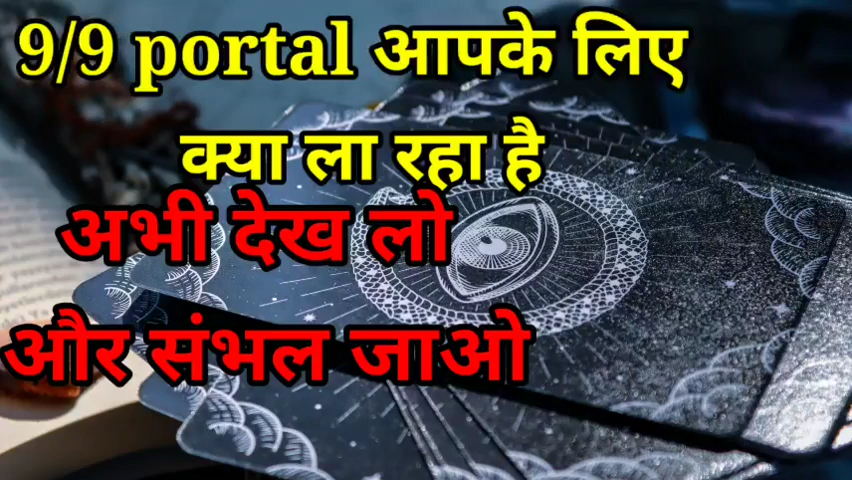 9/9 portal आपके लिए
क्या ला रहा है
अभी देख लो
और संभल जाओ